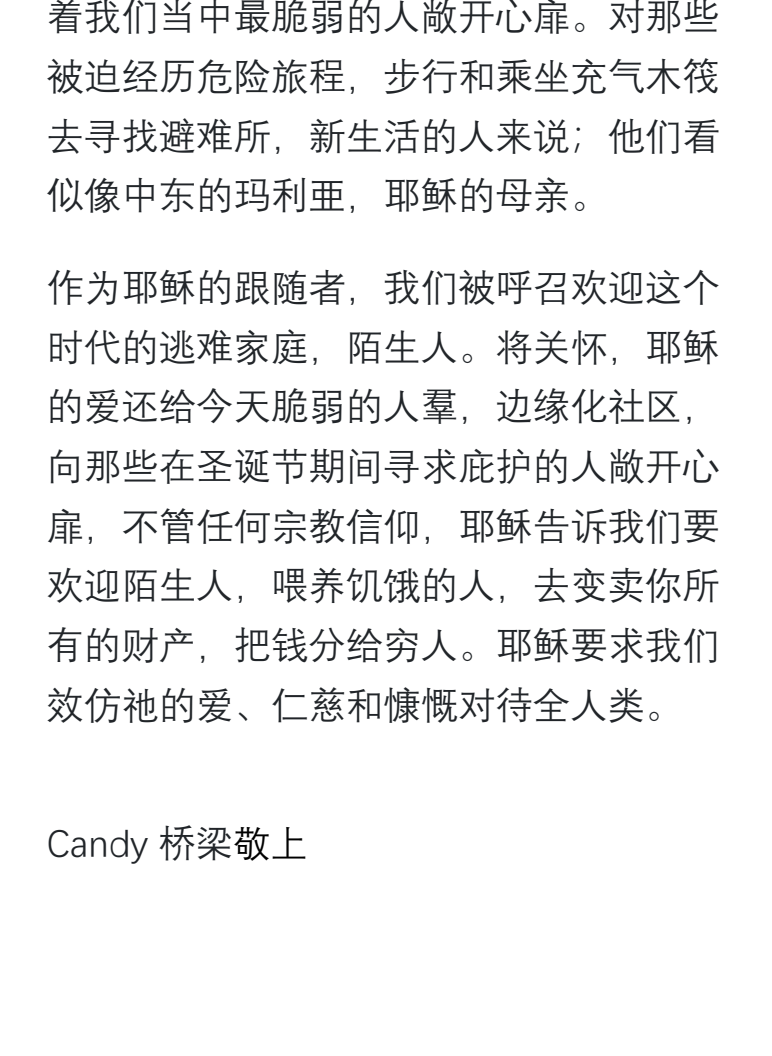 着我们当中最脆弱的人敞开心扉。对那些
被迫经历危险旅程，步行和乘坐充气木筏
去寻找避难所，新生活的人来说；他们看
似像中东的玛利亚，耶稣的母亲。
作为耶稣的跟随者，我们被呼召欢迎这个
时代的逃难家庭，陌生人。将关怀，耶稣
的爱还给今天脆弱的人羣，边缘化社区，
向那些在圣诞节期间寻求庇护的人敞开心
扉，不管任何宗教信仰，耶稣告诉我们要
欢迎陌生人，喂养饥饿的人，去变卖你所
有的财产，把钱分给穷人。耶稣要求我们
效仿祂的爱、仁慈和慷慨对待全人类。
Candy 桥梁敬上